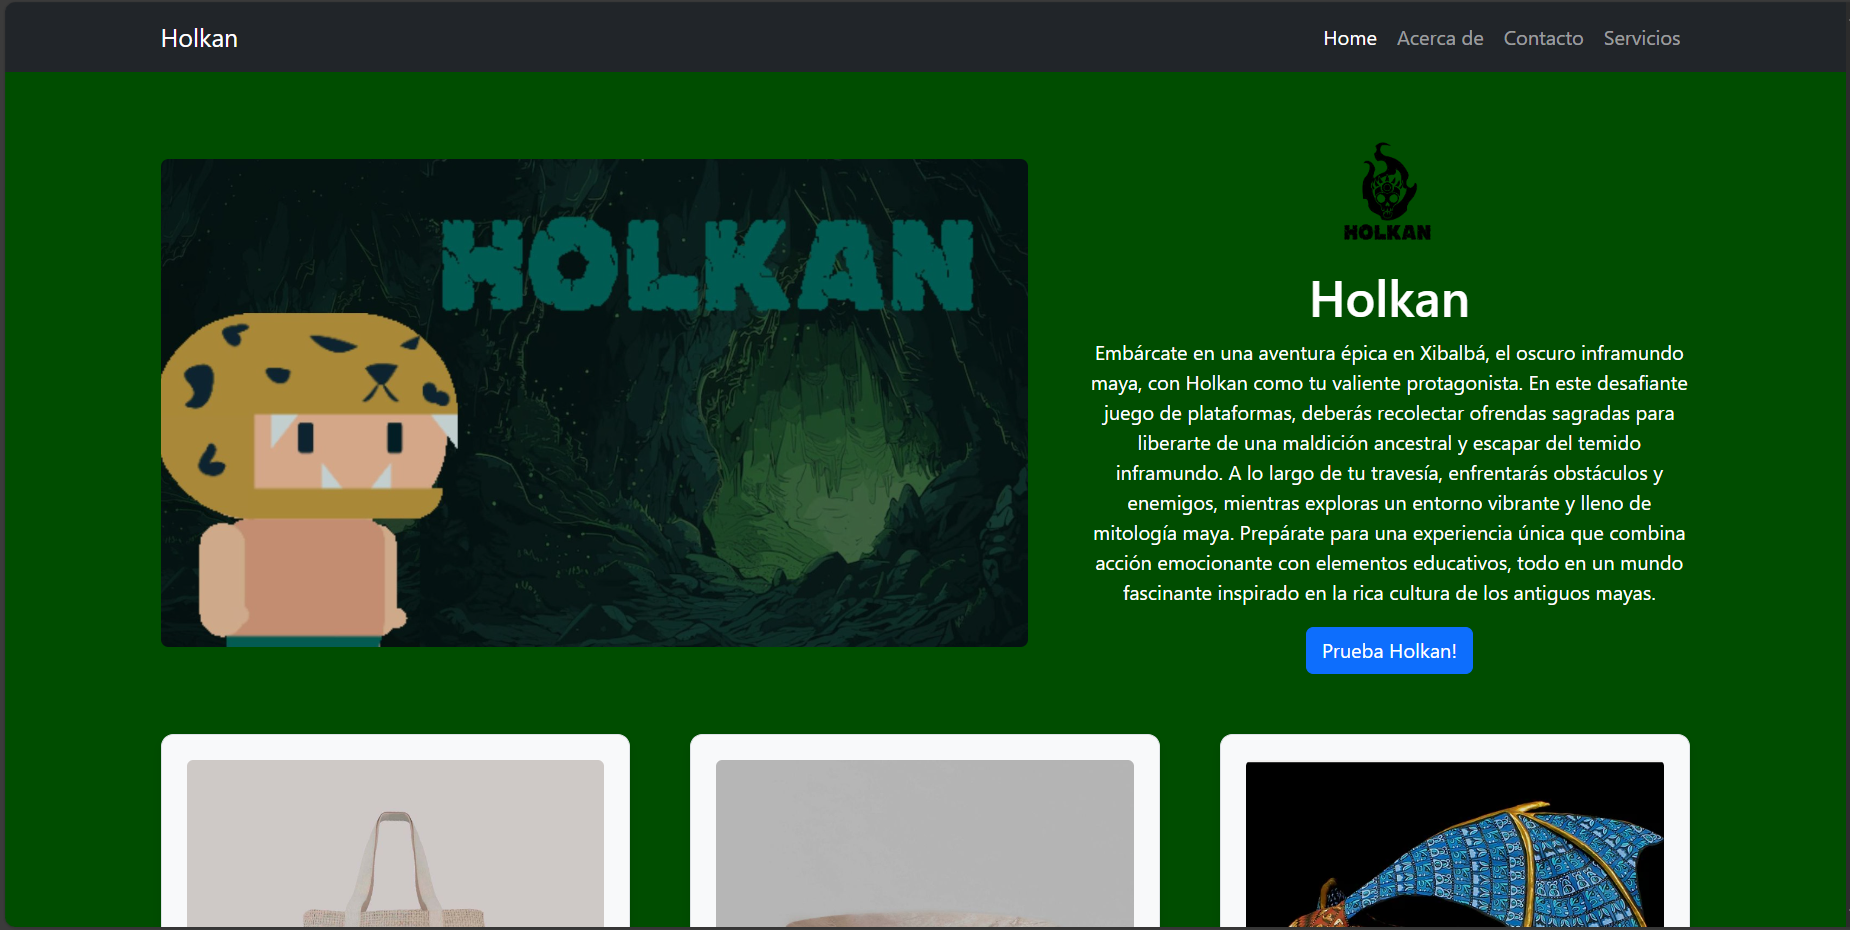 Holkan
Home Acerca de Contacto Servicios
HOLKAN
HOLKAN
Holkan
Embárcate en una aventura épica en Xibalbá, el oscuro inframundo
maya, con Holkan como tu valiente protagonista. En este desafiante
juego de plataformas, deberás recolectar ofrendas sagradas para
liberarte de una maldición ancestral y escapar del temido
inframundo. A lo largo de tu travesía, enfrentarás obstáculos y
enemigos, mientras exploras un entorno vibrante y lleno de
mitología maya. Prepárate para una experiencia única que combina
acción emocionante con elementos educativos, todo en un mundo
fascinante inspirado en la rica cultura de los antiguos mayas.
Prueba Holkan!